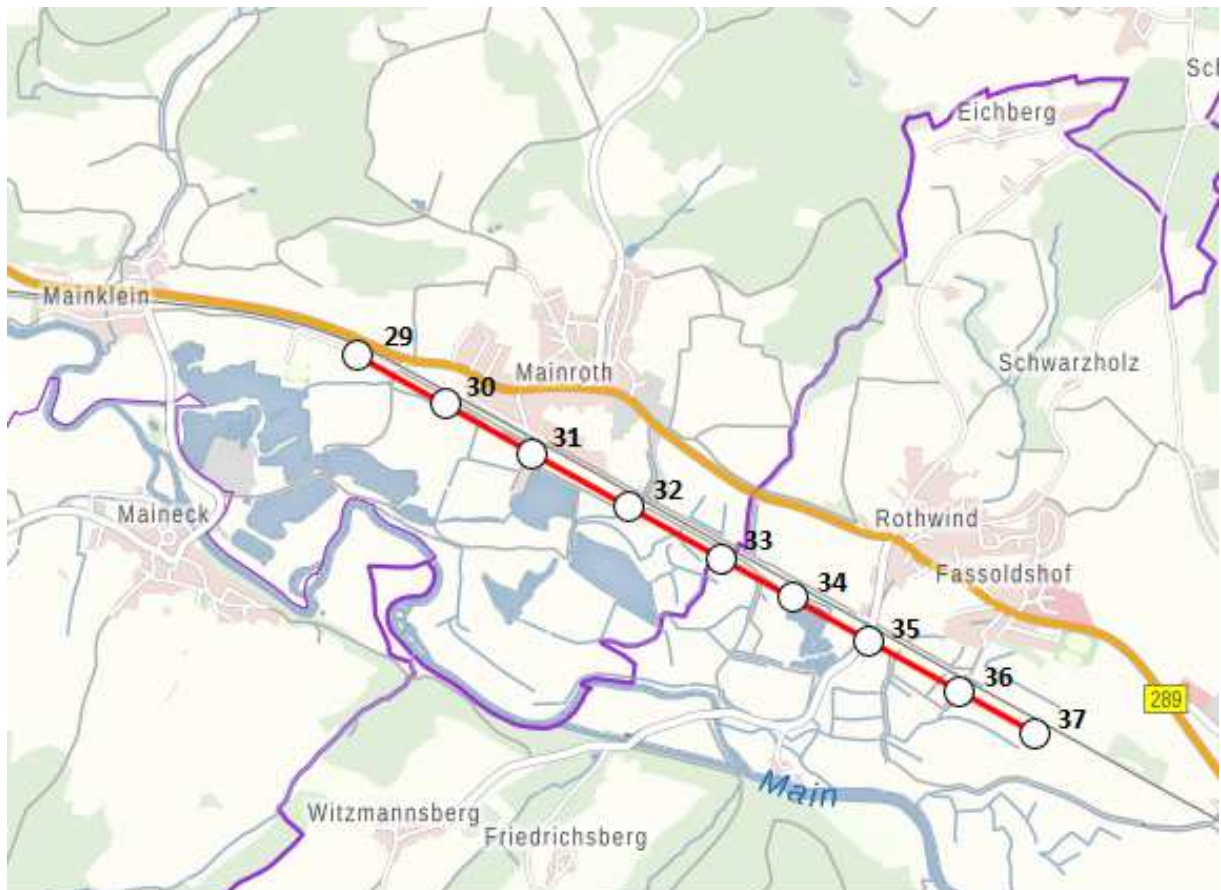 Sch
Eichberg
Mainklein
29
Mainroth
Schwarzholz
30
31
32
Maineck
Rothwind
33
Fassoldshof
34
35
36
289
37
Main
Witzmannsberg
Friedrichsberg